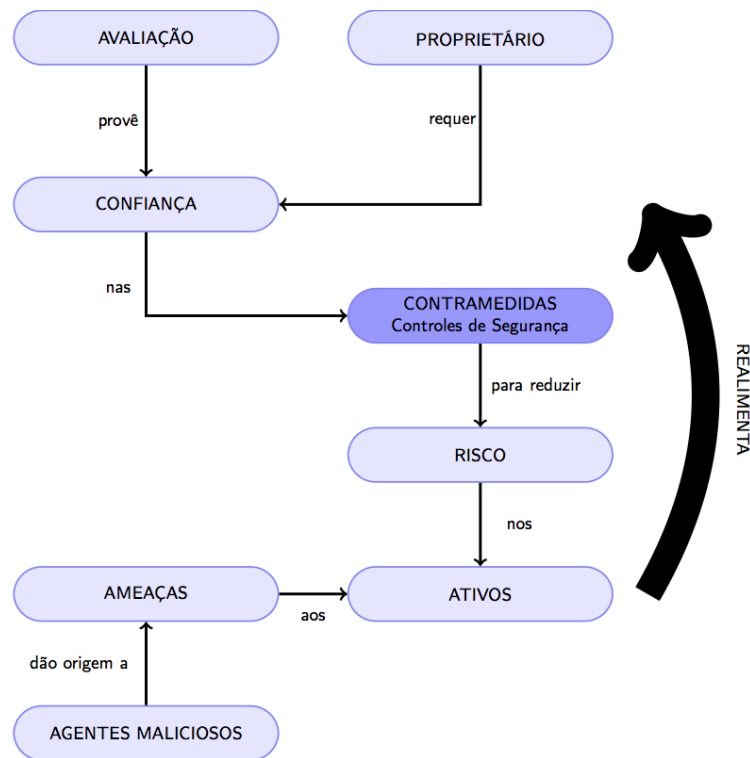 AVALIAÇÃO
PROPRIETÁRIO
provê
requer
CONFIANÇA
nas
CONTRAMEDIDAS
Controles de Segurança
para reduzir
REALIMENTA
RISCO
nos
AMEAÇAS
aos
ATIVOS
dão origem a
AGENTES MALICIOSOS